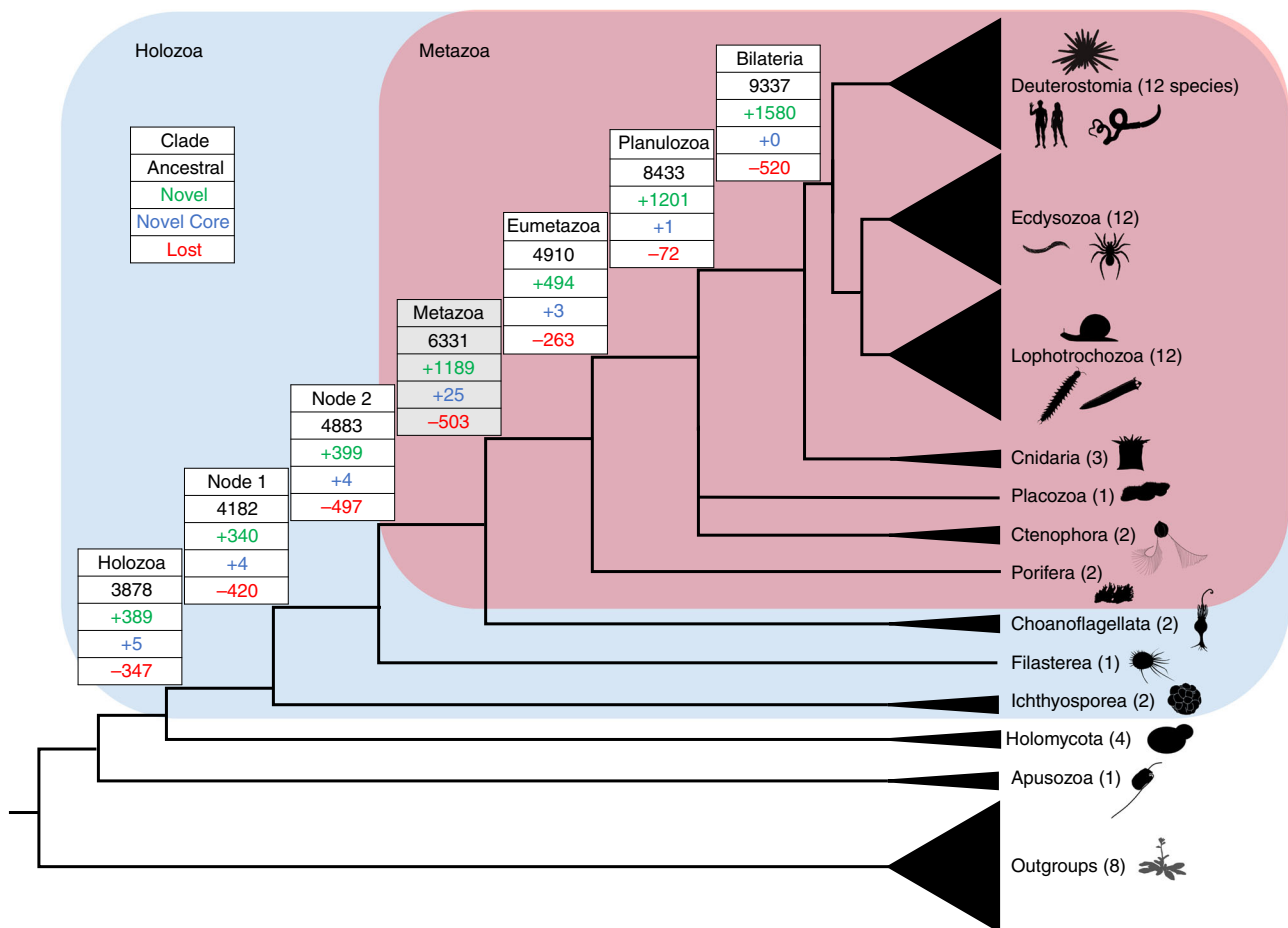 Holozoa
Metazoa
Clade
Ancestral
Novel
Novel Core
Lost
Holozoa
3878
+389
+5
−347
Node 1
4182
+340
+4
−420
Node 2
4883
+399
+4
−497
Metazoa
6331
+1189
+25
−503
Eumetazoa
4910
+494
+3
−263
Planulozoa
8433
+1201
+1
−72
Bilateria
9337
+1580
+0
−520
Deuterostomia (12 species)
Ecdysozoa (12)
Lophotrochozoa (12)
Cnidaria (3)
Placozoa (1)
Ctenophora (2)
Porifera (2)
Choanoflagellata (2)
Filasterea (1)
Ichthyosporea (2)
Holomycota (4)
Apusozoa (1)
Outgroups (8)